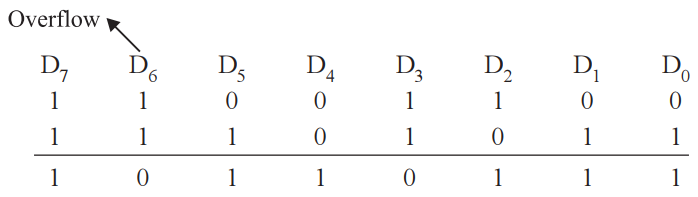 Overflow
D₇ D₆ D₅ D₄ D₃ D₂ D₁ D₀
1 1 0 0 1 1 0 0
1 1 1 0 1 0 1 1
1 0 1 1 0 1 1 1